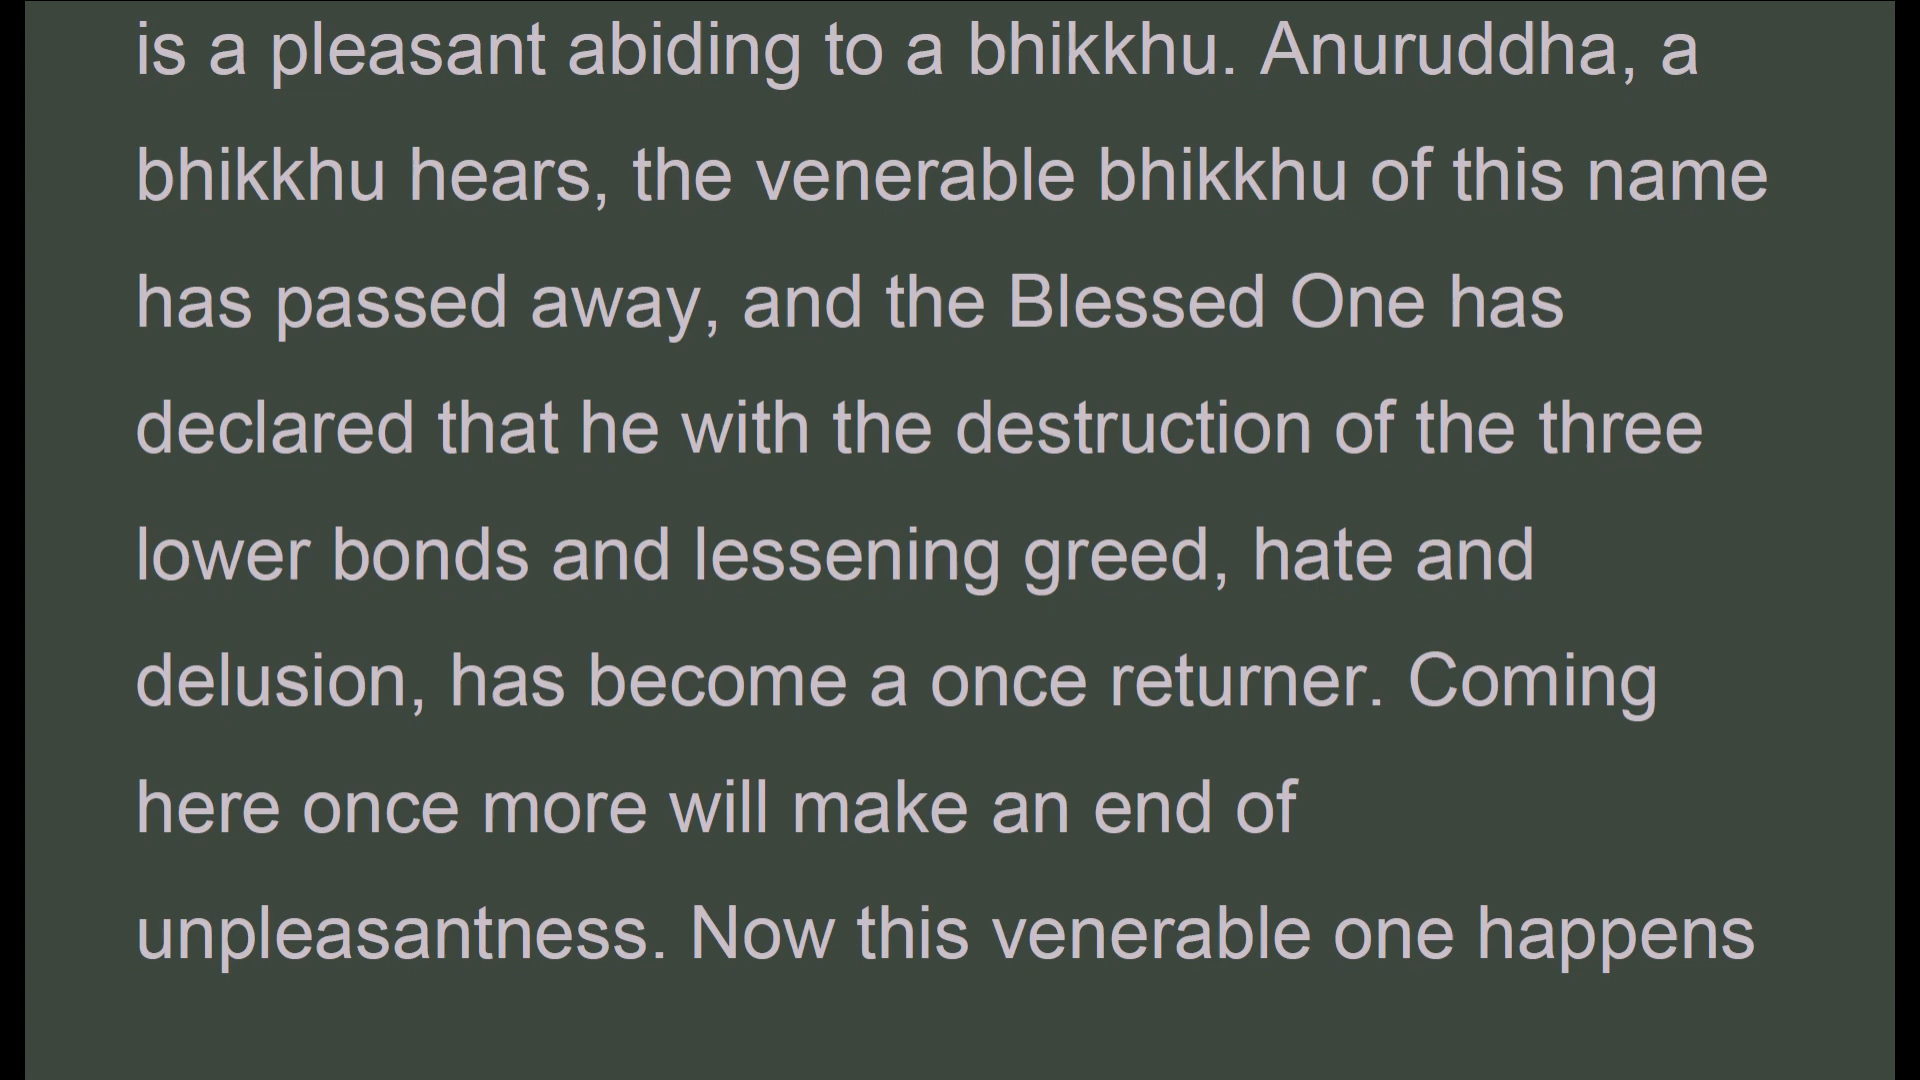 is a pleasant abiding to a bhikkhu. Anuruddha, a
bhikkhu hears, the venerable bhikkhu of this name
has passed away, and the Blessed One has
declared that he with the destruction of the three
lower bonds and lessening greed, hate and
delusion, has become a once returner. Coming
here once more will make an end of
unpleasantness. Now this venerable one happens